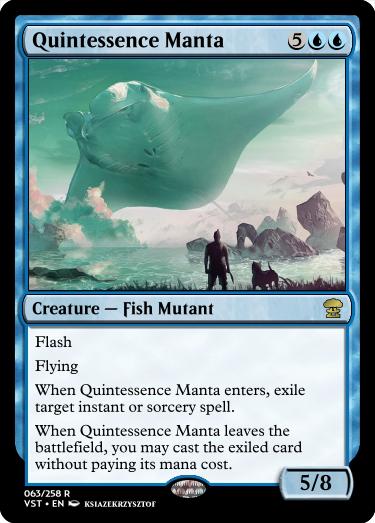 Quintessence Manta 5
Creature — Fish Mutant
Flash
Flying
When Quintessence Manta enters, exile
target instant or sorcery spell.
When Quintessence Manta leaves the
battlefield, you may cast the exiled card
without paying its mana cost.
5/8
063/258 R
VST • EN KSIAZEKRZYSZTOF